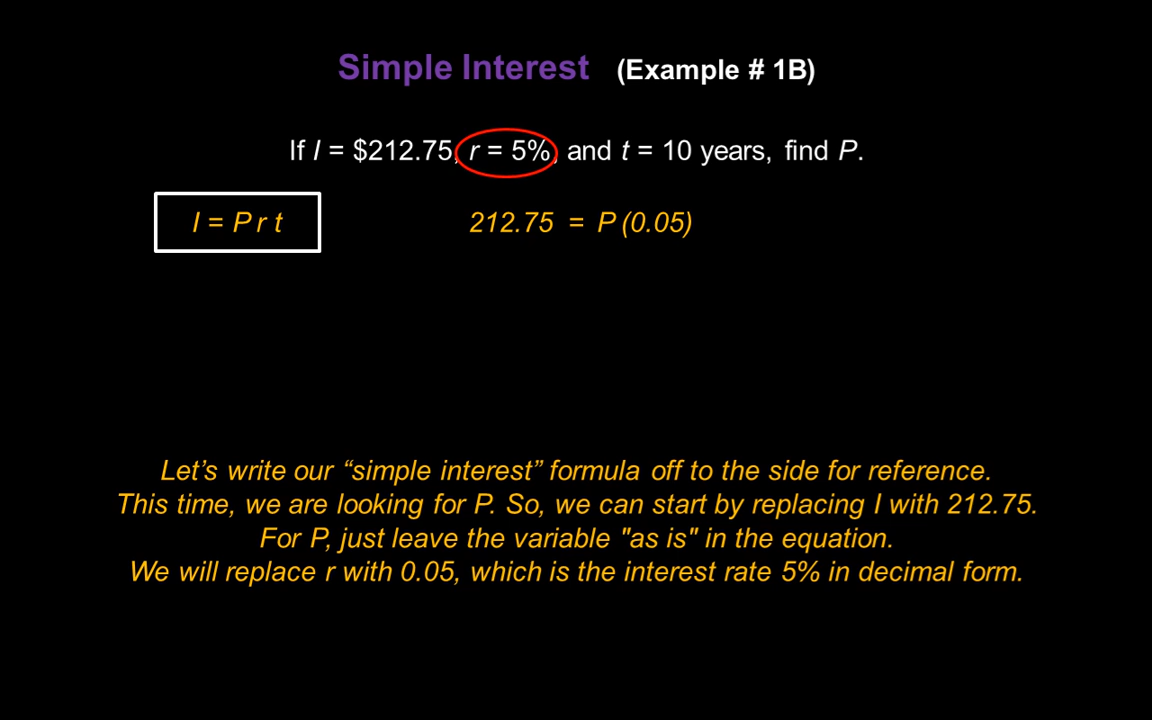 Simple Interest (Example # 1B)
If I = $212.75, r = 5%, and t = 10 years, find P.
I = P r t
212.75 = P (0.05)
Let’s write our “simple interest” formula off to the side for reference.
This time, we are looking for P. So, we can start by replacing I with 212.75.
For P, just leave the variable "as is" in the equation.
We will replace r with 0.05, which is the interest rate 5% in decimal form.